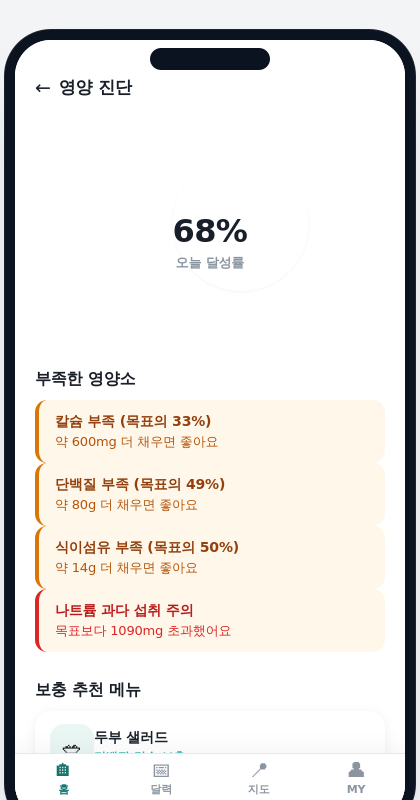 ← 영양 진단
68%
오늘 달성률
부족한 영양소
칼슘 부족 (목표의 33%)
약 600mg 더 채우면 좋아요
단백질 부족 (목표의 49%)
약 80g 더 채우면 좋아요
식이섬유 부족 (목표의 50%)
약 14g 더 채우면 좋아요
나트륨 과다 섭취 주의
목표보다 1090mg 초과했어요
보충 추천 메뉴
두부 샐러드
홈
달력
지도
MY